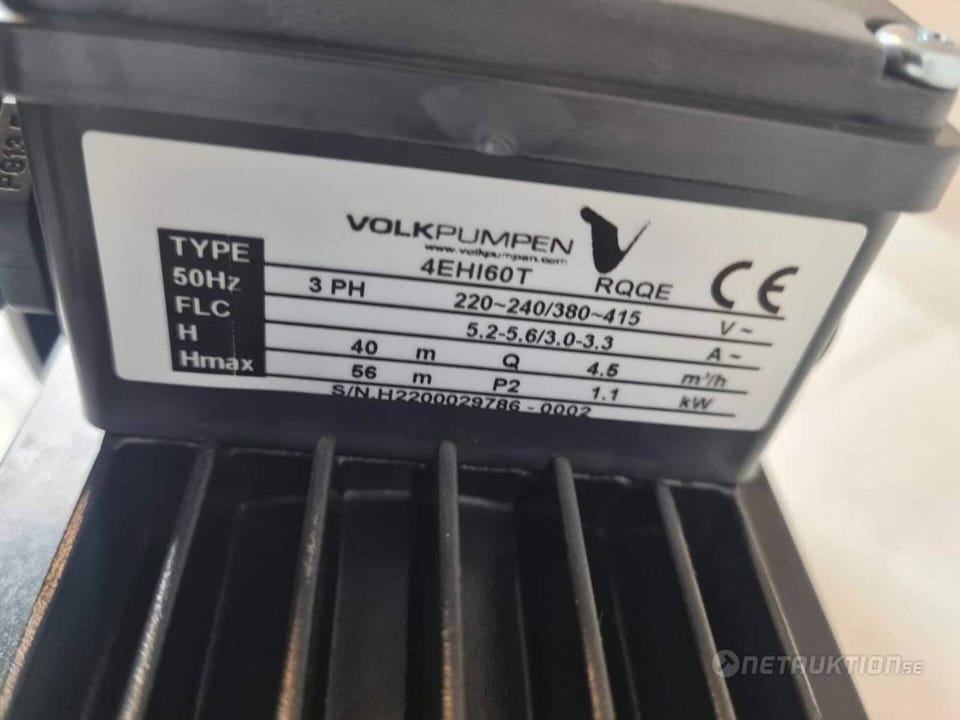 PG13.5
VOLKPUMPEN
www.volkpumpen.com
TYPE 4EHI60T RQQE CE
50Hz 3 PH 220~240/380~415 V~
FLC 5.2-5.6/3.0-3.3 A~
H 40 m Q 4.5 m³/h
Hmax 56 m P2 1.1 kW
S/N.H2200029786-0002
NETAUKTION.SE